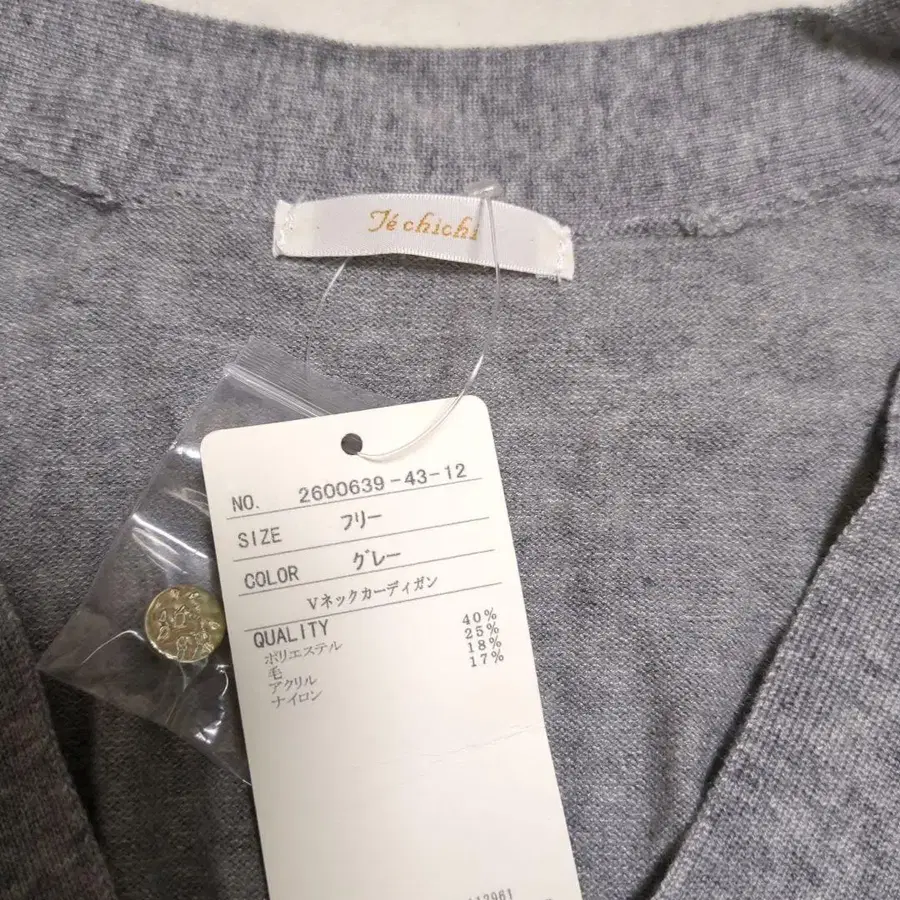 Té chichi
NO. 2600639-43-12
SIZE フリー
COLOR グレー
Vネックカーディガン
QUALITY
ポリエステル 40%
毛 25%
アクリル 18%
ナイロン 17%